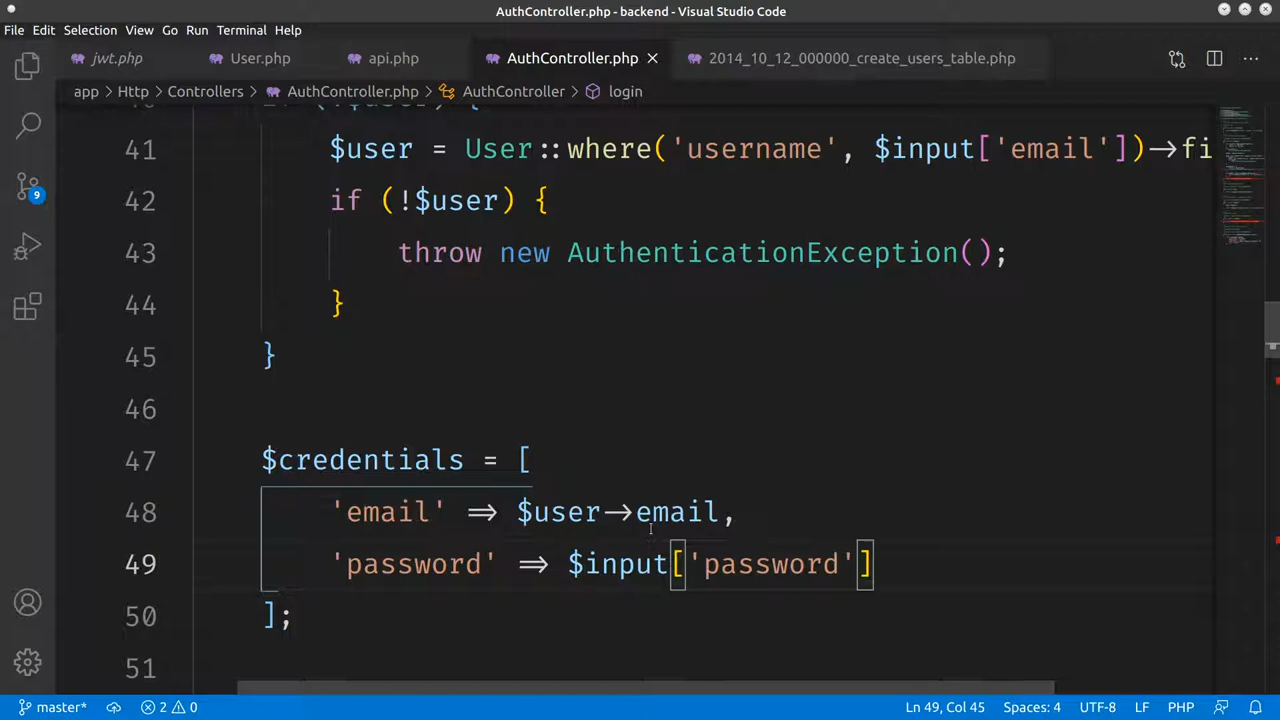 AuthController.php - backend - Visual Studio Code
File Edit Selection View Go Run Terminal Help
jwt.php User.php api.php AuthController.php 2014_10_12_000000_create_users_table.php
app > Http > Controllers > AuthController.php > AuthController > login
41 $user = User::where('username', $input['email'])->fi
42 if (!$user) {
43 throw new AuthenticationException();
44 }
45 }
46
47 $credentials = [
48 'email' => $user->email,
49 'password' => $input['password']
50 ];
51
9
master* 2 0 Ln 49, Col 45 Spaces: 4 UTF-8 LF PHP